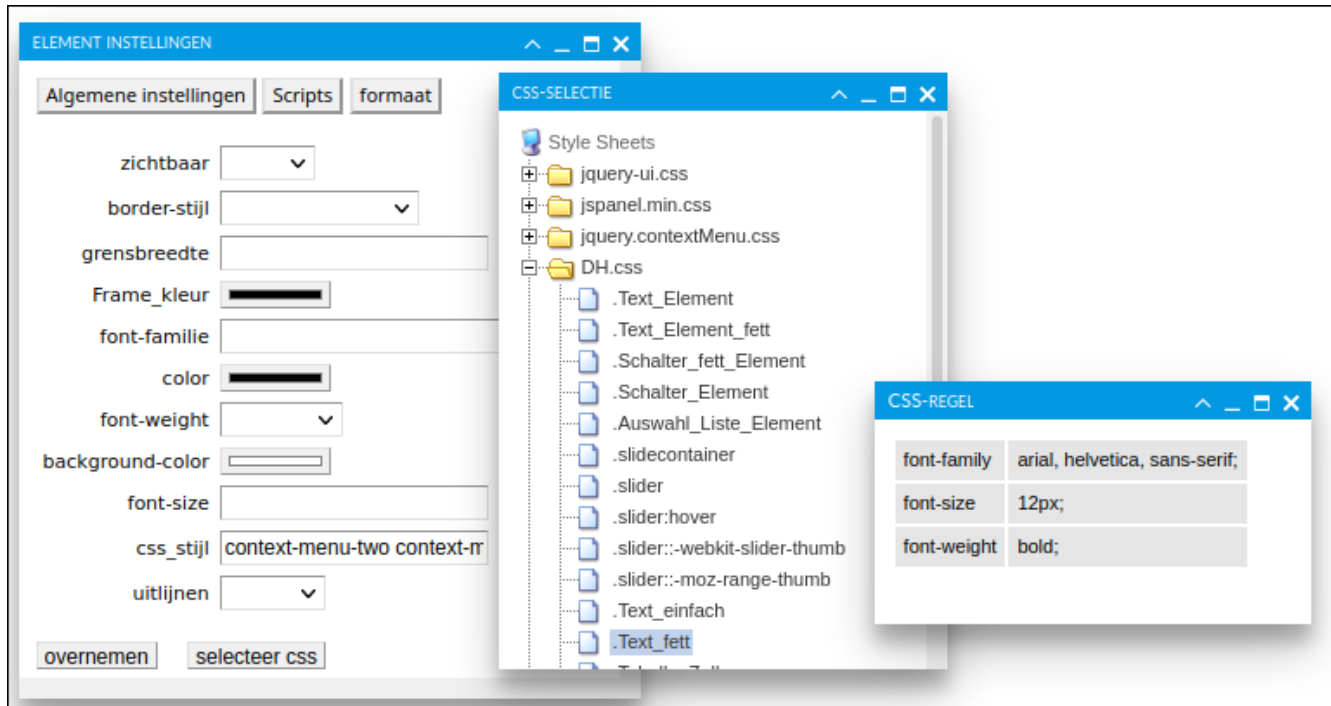 ELEMENT INSTELLINGEN
Algemene instellingen Scripts formaat
zichtbaar
border-stijl
grensbreedte
Frame_kleur
font-familie
color
font-weight
background-color
font-size
css_stijl context-menu-two context-m
uitlijnen
overnemen selecteer css
CSS-SELECTIE
Style Sheets
jquery-ui.css
jspanel.min.css
jquery.contextMenu.css
DH.css
.Text_Element
.Text_Element_fett
.Schalter_fett_Element
.Schalter_Element
.Auswahl_Liste_Element
.slidecontainer
.slider
.slider:hover
.slider::-webkit-slider-thumb
.slider::-moz-range-thumb
.Text_einfach
.Text_fett
CSS-REGEL
font-family arial, helvetica, sans-serif;
font-size 12px;
font-weight bold;